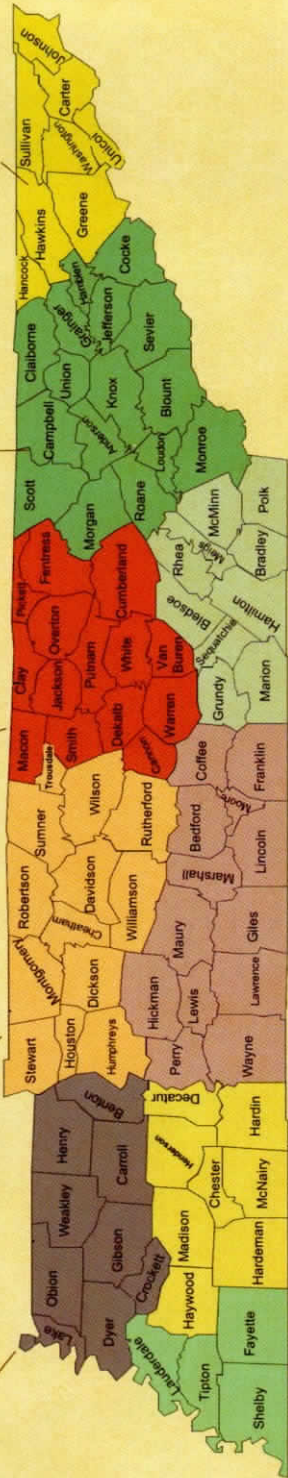 Lake
Obion
Weakley
Henry
Benton
Dyer
Gibson
Carroll
Crockett
Lauderdale
Tipton
Shelby
Fayette
Haywood
Madison
Henderson
Decatur
Chester
Hardeman
McNairy
Hardin
Stewart
Montgomery
Robertson
Sumner
Trousdale
Houston
Dickson
Cheatham
Davidson
Wilson
Humphreys
Williamson
Rutherford
Perry
Hickman
Lewis
Maury
Marshall
Bedford
Coffee
Wayne
Lawrence
Giles
Lincoln
Moore
Franklin
Macon
Clay
Pickett
Smith
Jackson
Overton
Fentress
Putnam
Dekalb
White
Cumberland
Cannon
Warren
Van
Buren
Grundy
Sequatchie
Bledsoe
Rhea
Meigs
McMinn
Marion
Hamilton
Bradley
Polk
Scott
Campbell
Claiborne
Morgan
Anderson
Union
Grainger
Hamblen
Roane
Knox
Jefferson
Cocke
Loudon
Blount
Sevier
Monroe
Hancock
Hawkins
Sullivan
Johnson
Greene
Washington
Carter
Unicoi